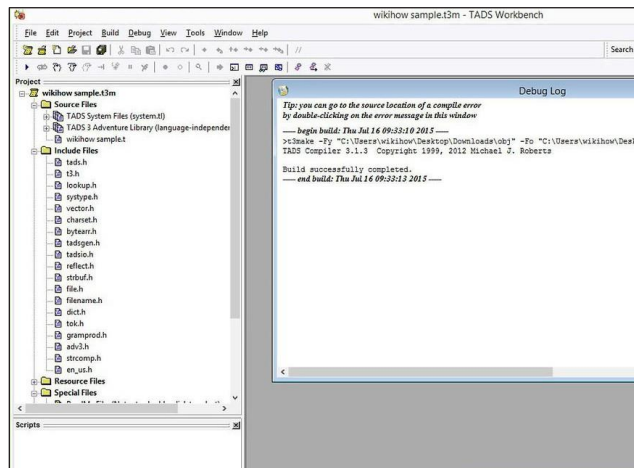 wikihow sample.t3m - TADS Workbench
File Edit Project Build Debug View Tools Window Help
Search
Project
wikihow sample.t3m
Source Files
TADS System Files (system.tl)
TADS 3 Adventure Library (language-independer
wikihow sample.t
Include Files
tads.h
t3.h
lookup.h
systype.h
vector.h
charset.h
bytearr.h
tadsgen.h
tadsio.h
reflect.h
strbuf.h
file.h
filename.h
dict.h
tok.h
gramprod.h
adv3.h
strcomp.h
en_us.h
Resource Files
Special Files
Scripts
Debug Log
Tip: you can go to the source location of a compile error
by double-clicking on the error message in this window
----- begin build: Thu Jul 16 09:33:10 2015 -----
>t3make -Fy "C:\Users\wikihow\Desktop\Downloads\obj" -Fo "C:\Users\wikihow\Desk
TADS Compiler 3.1.3 Copyright 1999, 2012 Michael J. Roberts
Build successfully completed.
----- end build: Thu Jul 16 09:33:13 2015 -----